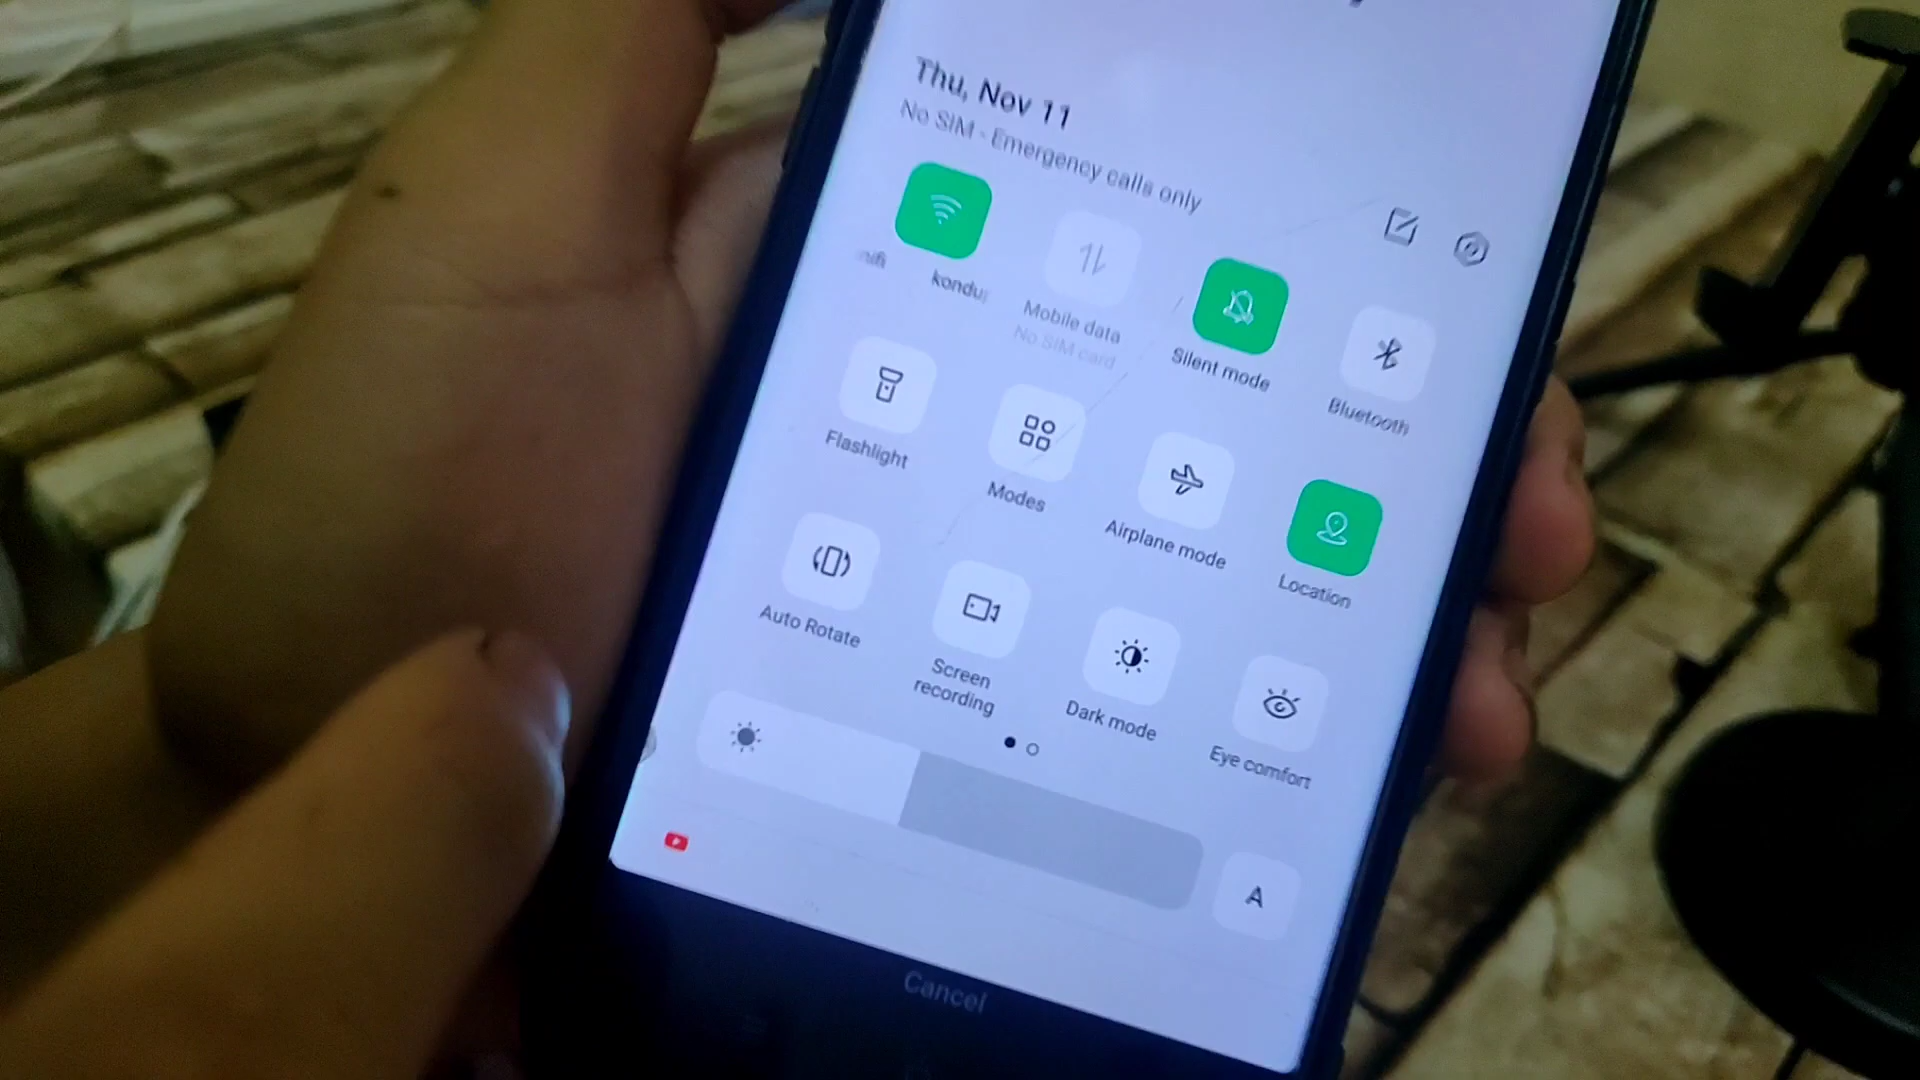 Thu, Nov 11
No SIM - Emergency calls only
Mobile data
No SIM card
Silent mode
Bluetooth
Flashlight
Modes
Airplane mode
Location
Auto Rotate
Screen
recording
Dark mode
Eye comfort
A
Cancel